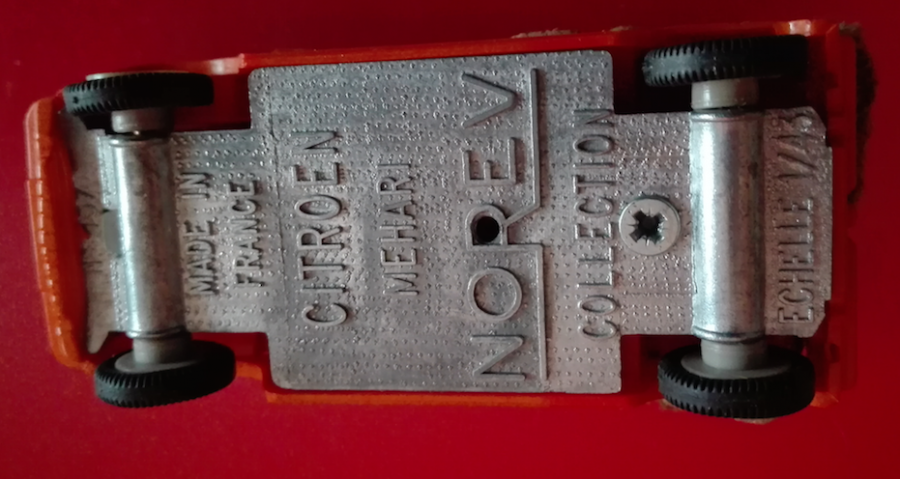 MADE IN
FRANCE
CITROEN
MEHARI
NOREV
COLLECTION
ECHELLE 1/43